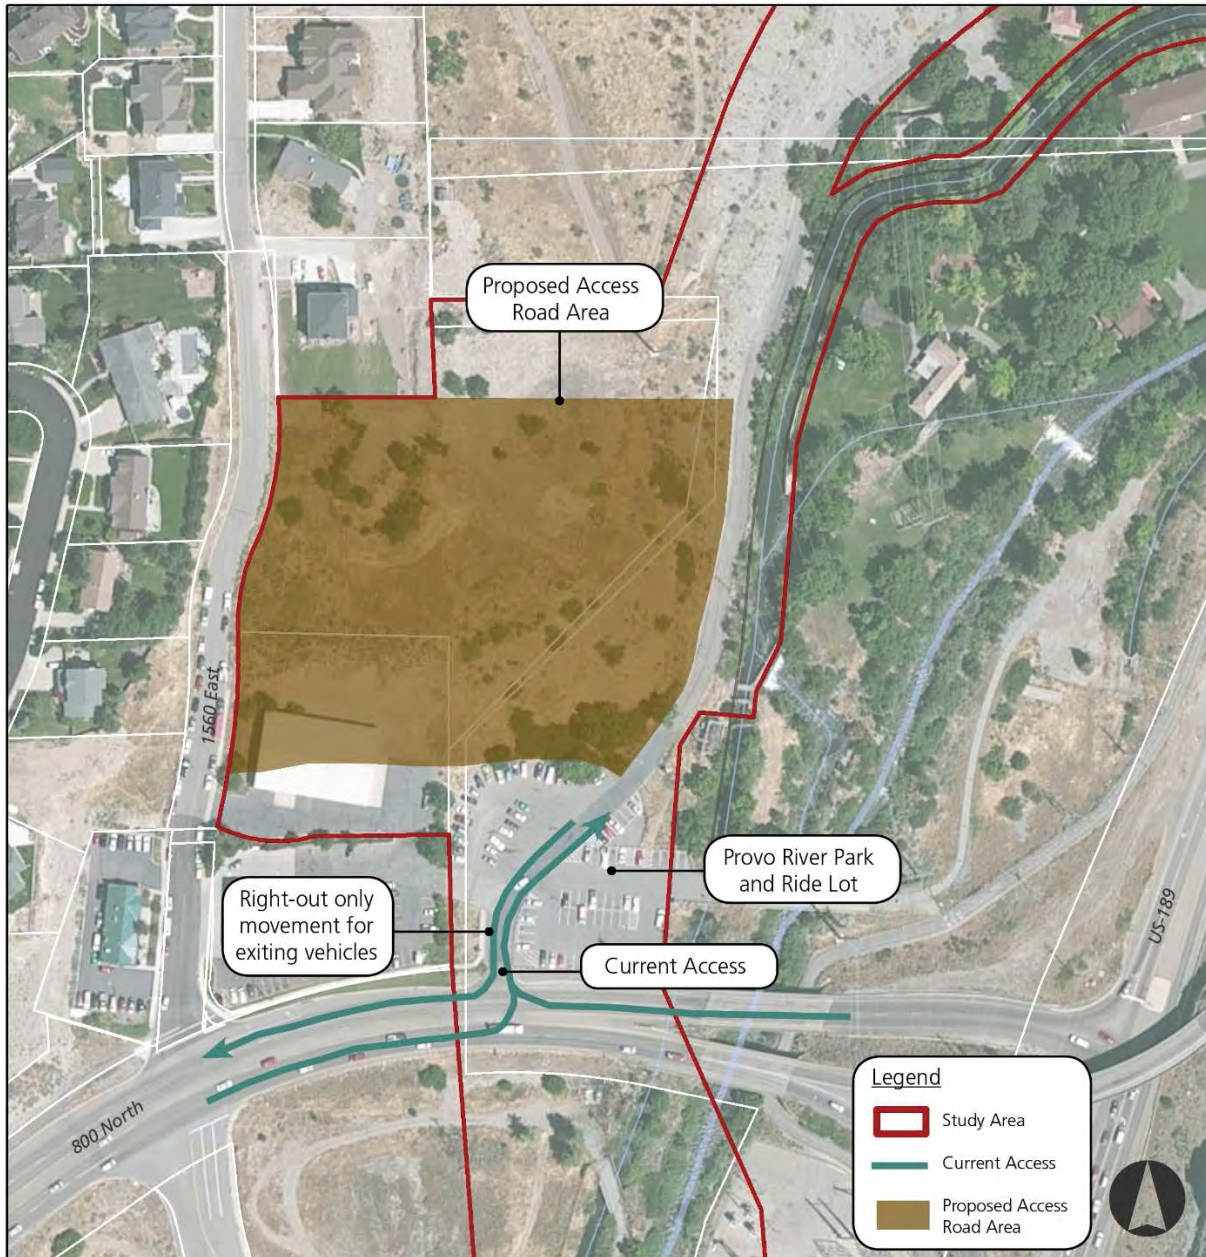 Proposed Access
Road Area
1560 East
Provo River Park
and Ride Lot
Right-out only
movement for
exiting vehicles
Current Access
US-189
800 North
Legend
Study Area
Current Access
Proposed Access
Road Area